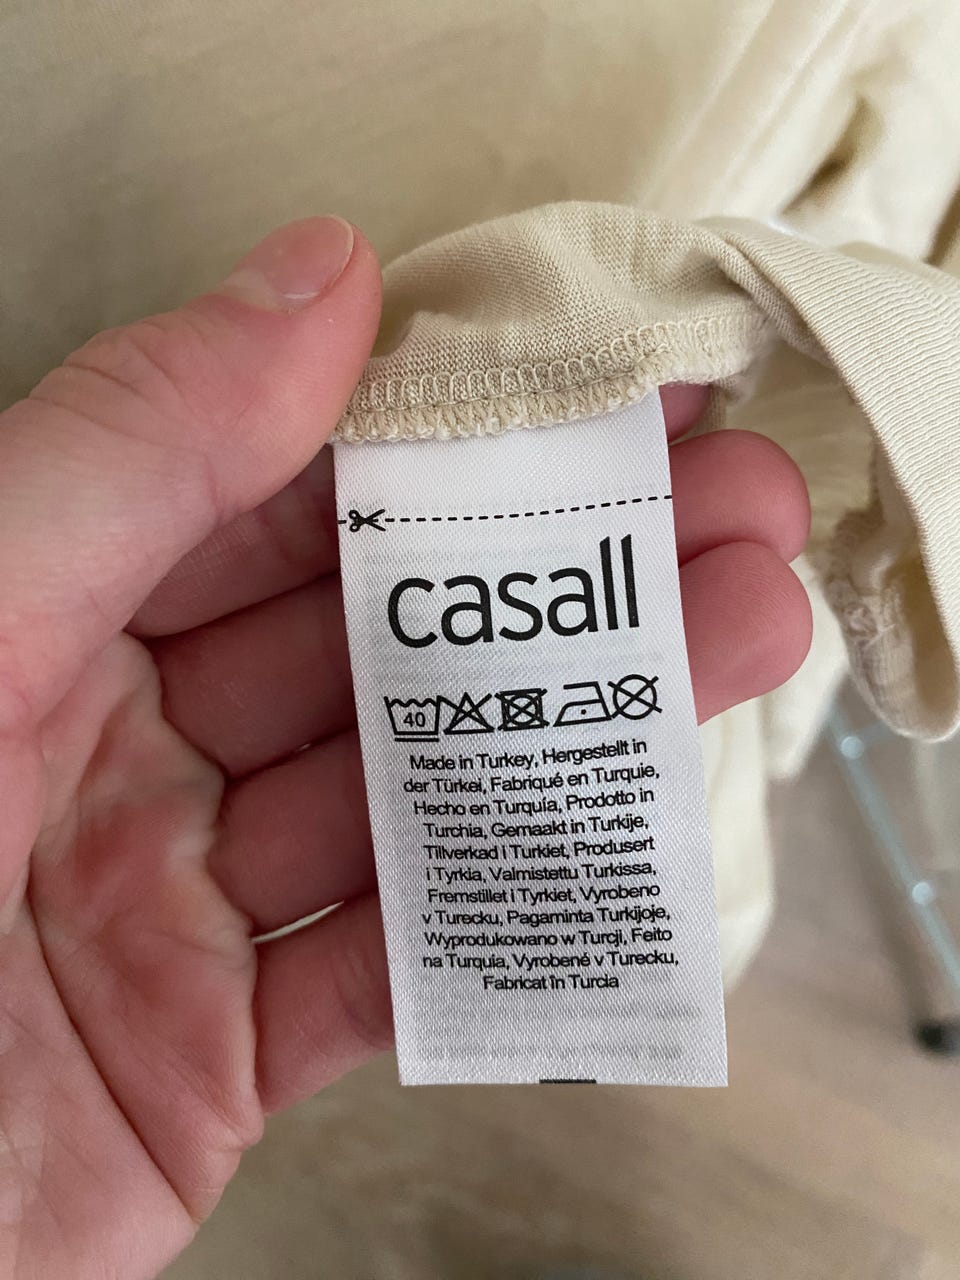 casall
40
Made in Turkey, Hergestellt in
der Türkei, Fabriqué en Turquie,
Hecho en Turquía, Prodotto in
Turchia, Gemaakt in Turkije,
Tillverkad I Turkiet, Produsert
i Tyrkia, Valmistettu Turkissa,
Fremstillet i Tyrkiet, Vyrobeno
v Turecku, Pagaminta Turkijoje,
Wyprodukowano w Turcji, Feito
na Turquia, Vyrobené v Turecku,
Fabricat în Turcia